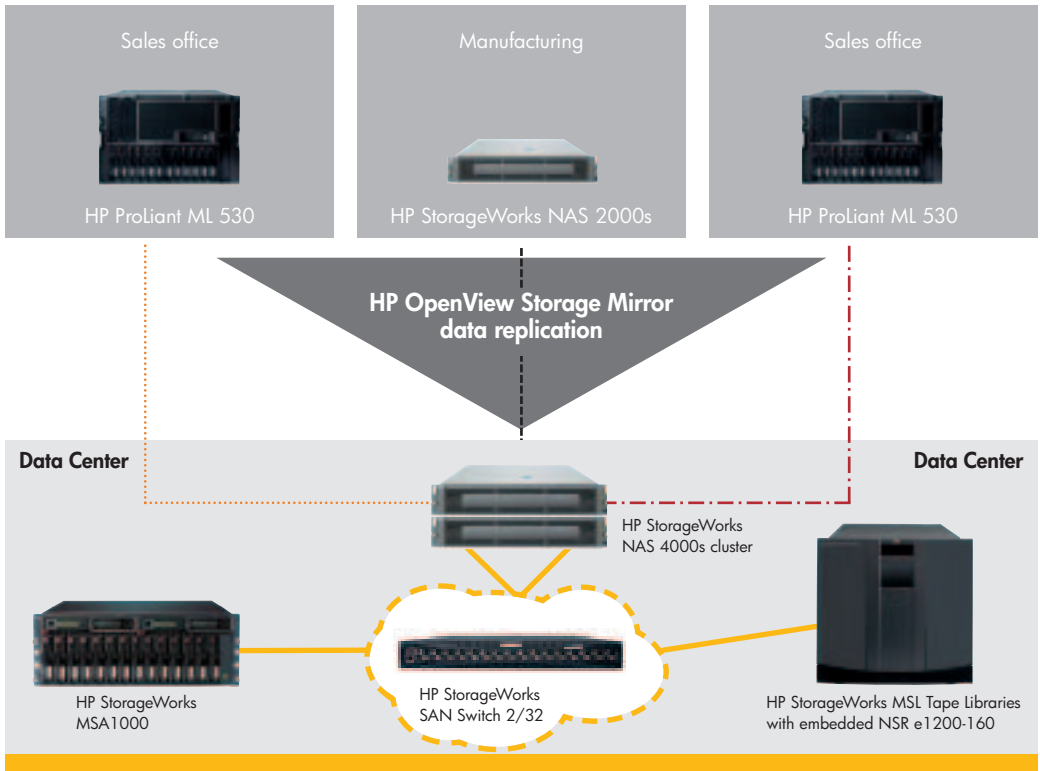 Sales office
Manufacturing
Sales office
HP ProLiant ML 530
HP StorageWorks NAS 2000s
HP ProLiant ML 530
HP OpenView Storage Mirror
data replication
Data Center
Data Center
HP StorageWorks
NAS 4000s cluster
HP StorageWorks
MSA1000
HP StorageWorks
SAN Switch 2/32
HP StorageWorks MSL Tape Libraries
with embedded NSR e1200-160